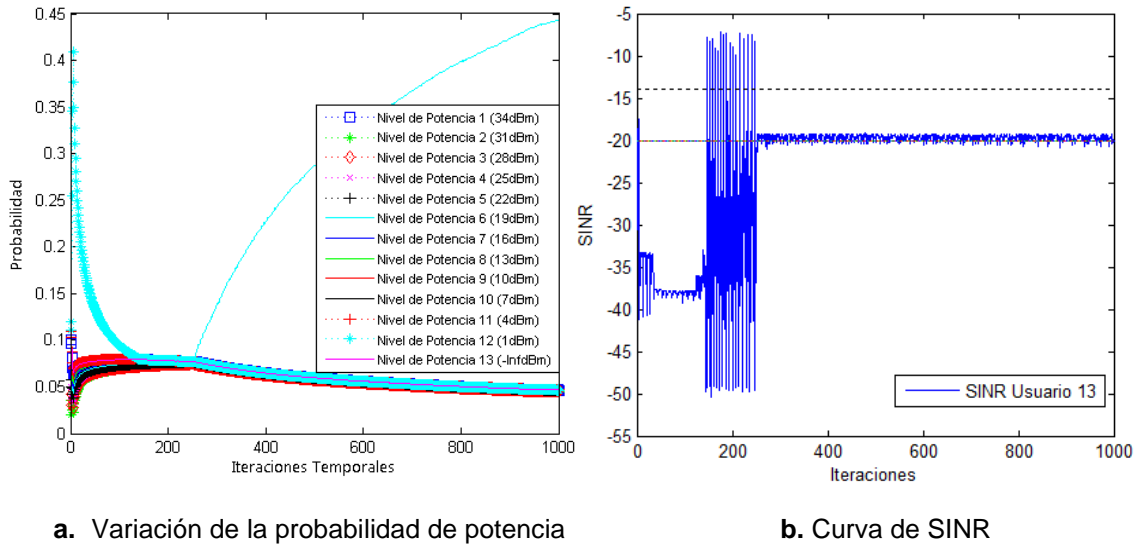 0.45
0.4
0.35
0.3
0.25
0.2
0.15
0.1
0.05
0
Probabilidad
Nivel de Potencia 1 (34dBm)
Nivel de Potencia 2 (31dBm)
Nivel de Potencia 3 (28dBm)
Nivel de Potencia 4 (25dBm)
Nivel de Potencia 5 (22dBm)
Nivel de Potencia 6 (19dBm)
Nivel de Potencia 7 (16dBm)
Nivel de Potencia 8 (13dBm)
Nivel de Potencia 9 (10dBm)
Nivel de Potencia 10 (7dBm)
Nivel de Potencia 11 (4dBm)
Nivel de Potencia 12 (1dBm)
Nivel de Potencia 13 (-InfdBm)
0 200 400 600 800 1000
Iteraciones Temporales
-5
-10
-15
-20
-25
-30
-35
-40
-45
-50
-55
SINR
SINR Usuario 13
0 200 400 600 800 1000
Iteraciones
a. Variación de la probabilidad de potencia
b. Curva de SINR